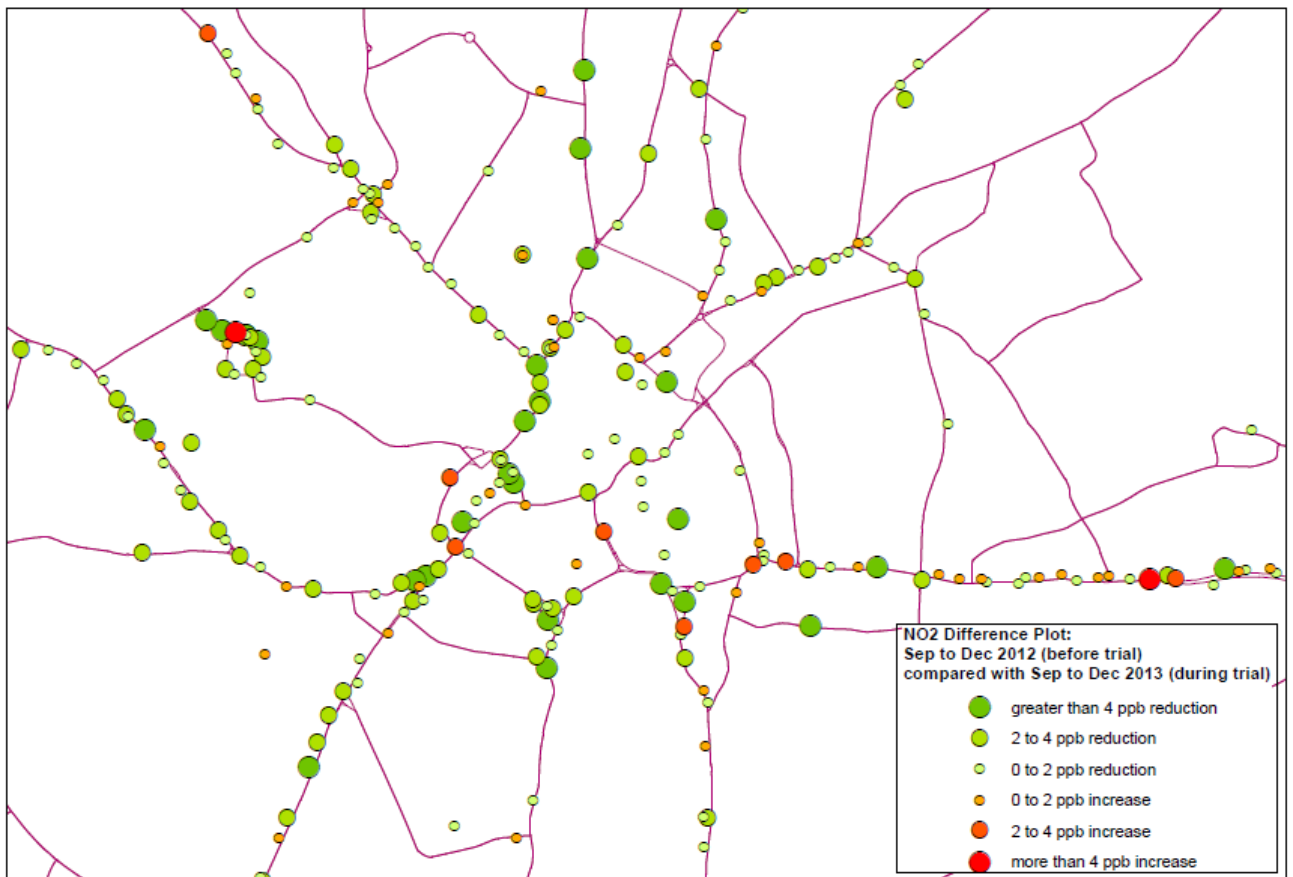 NO2 Difference Plot:
Sep to Dec 2012 (before trial)
compared with Sep to Dec 2013 (during trial)
greater than 4 ppb reduction
2 to 4 ppb reduction
0 to 2 ppb reduction
0 to 2 ppb increase
2 to 4 ppb increase
more than 4 ppb increase